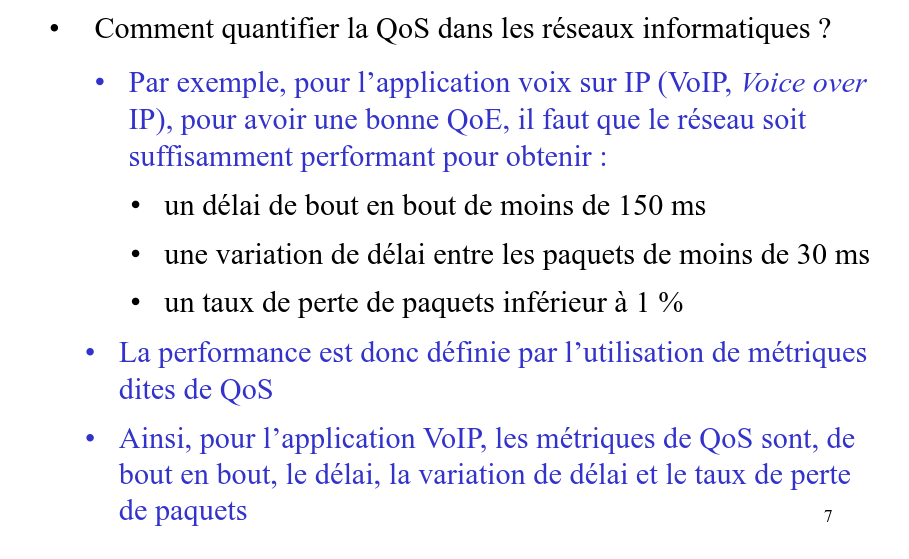 • Comment quantifier la QoS dans les réseaux informatiques ?
• Par exemple, pour l’application voix sur IP (VoIP, Voice over
IP), pour avoir une bonne QoE, il faut que le réseau soit
suffisamment performant pour obtenir :
• un délai de bout en bout de moins de 150 ms
• une variation de délai entre les paquets de moins de 30 ms
• un taux de perte de paquets inférieur à 1 %
• La performance est donc définie par l’utilisation de métriques
dites de QoS
• Ainsi, pour l’application VoIP, les métriques de QoS sont, de
bout en bout, le délai, la variation de délai et le taux de perte
de paquets
7